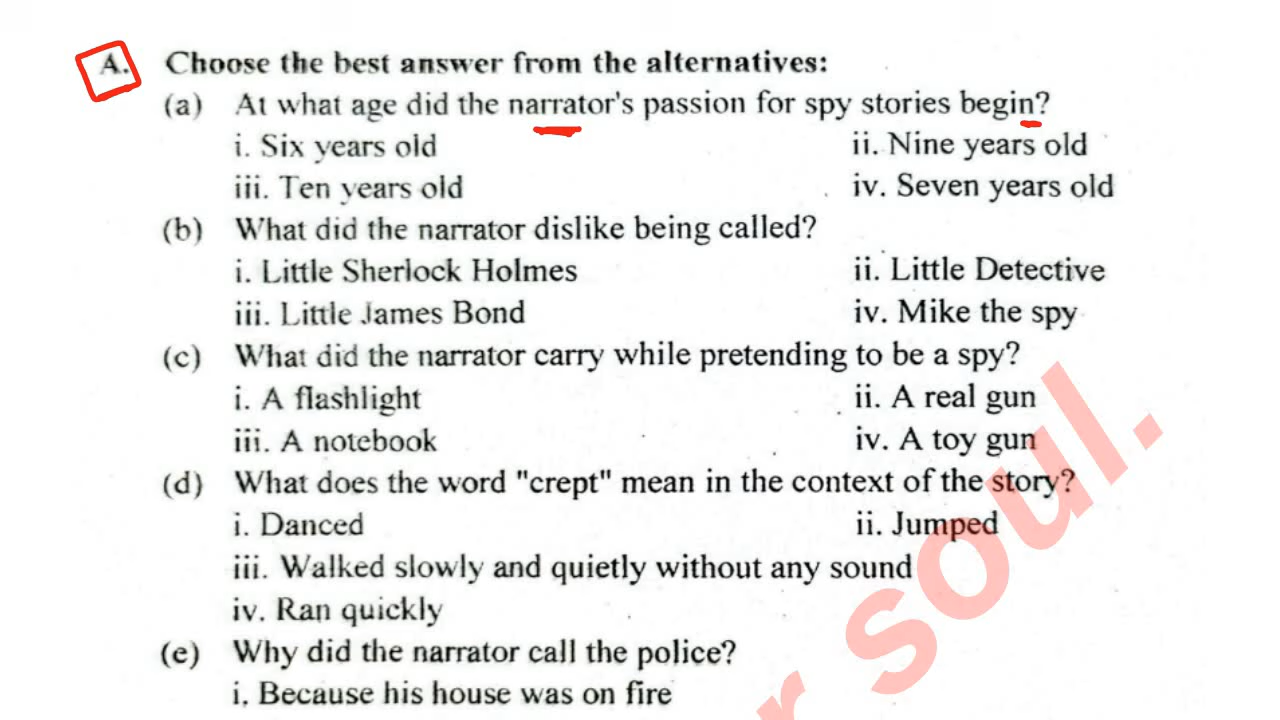 A. Choose the best answer from the alternatives:
(a) At what age did the narrator's passion for spy stories begin?
i. Six years old ii. Nine years old
iii. Ten years old iv. Seven years old
(b) What did the narrator dislike being called?
i. Little Sherlock Holmes ii. Little Detective
iii. Little James Bond iv. Mike the spy
(c) What did the narrator carry while pretending to be a spy?
i. A flashlight ii. A real gun
iii. A notebook iv. A toy gun
(d) What does the word "crept" mean in the context of the story?
i. Danced ii. Jumped
iii. Walked slowly and quietly without any sound
iv. Ran quickly
(e) Why did the narrator call the police?
i. Because his house was on fire
soul.